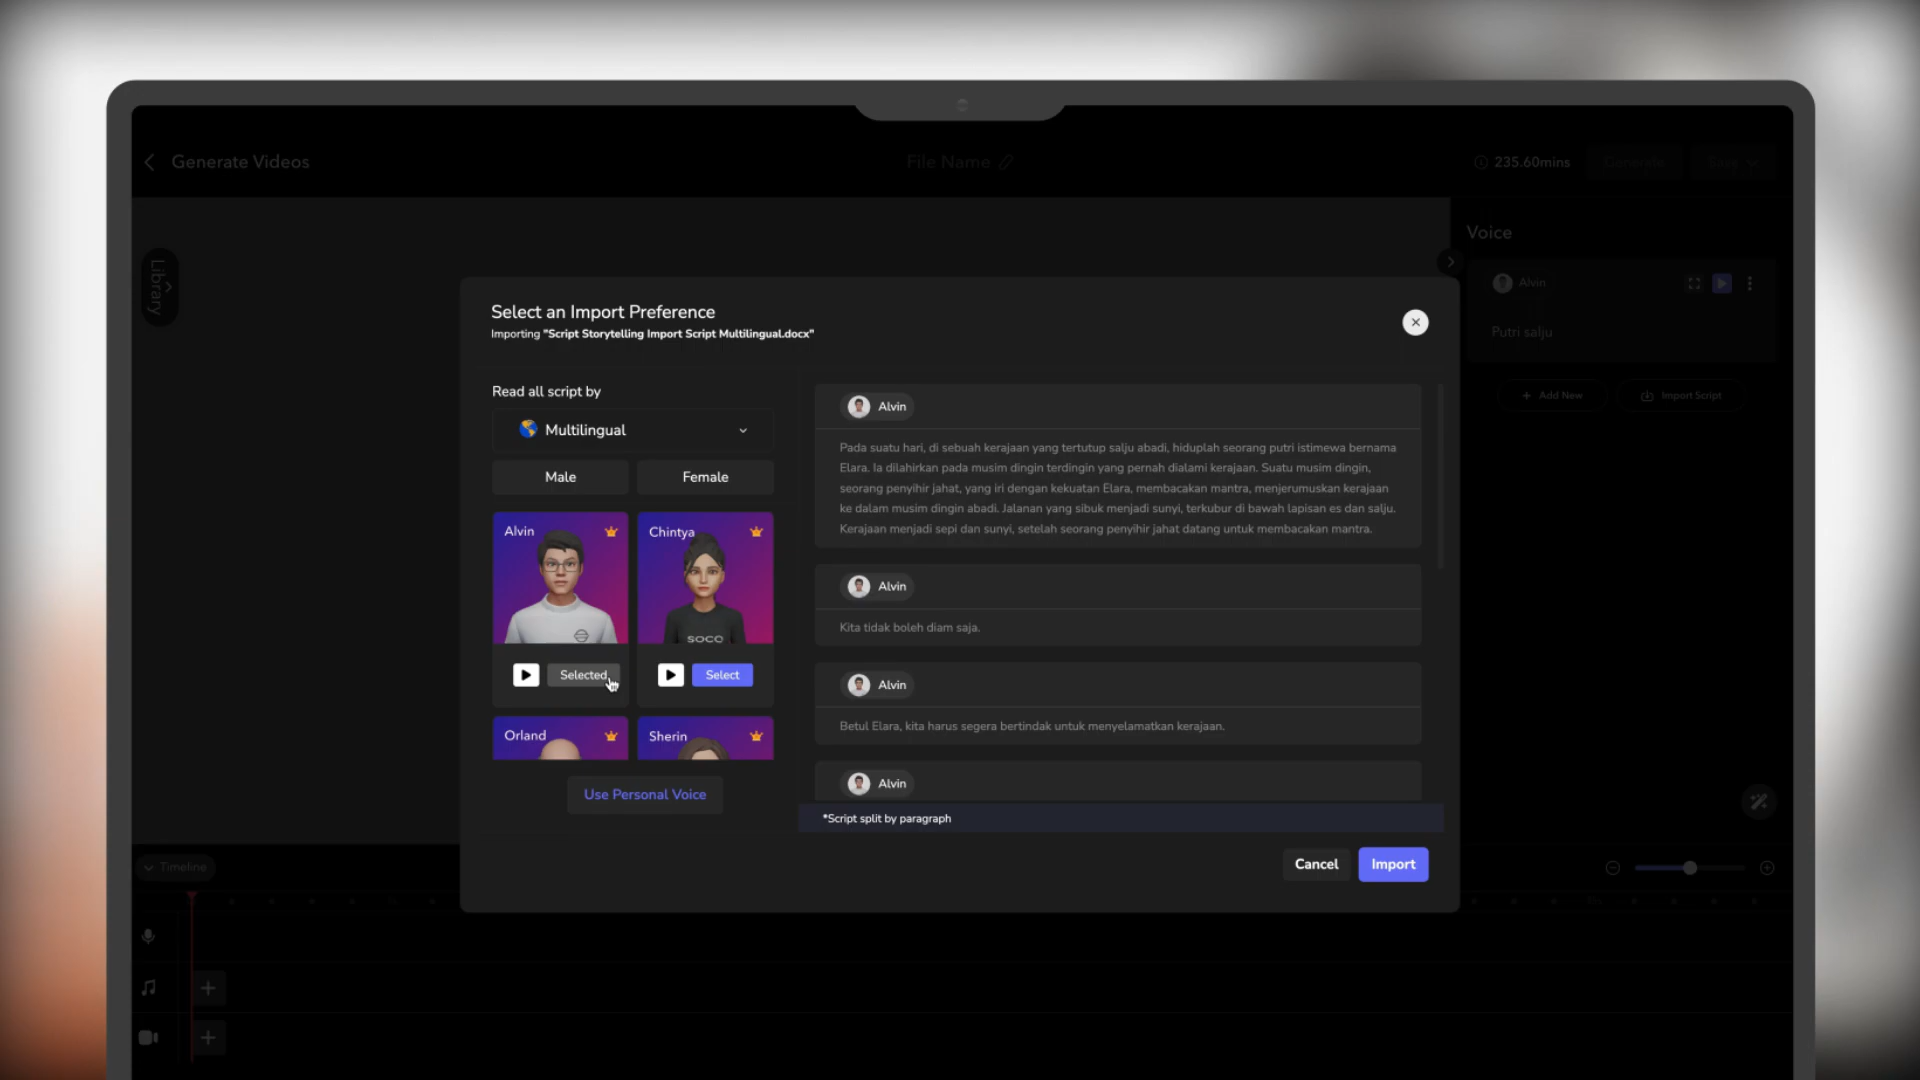 Generate Videos
File Name
235.60mins
Generate
Save
Library
Voice
Alvin
Putri salju
Add New
Import Script
Select an Import Preference
Importing "Script Storytelling Import Script Multilingual.docx"
Read all script by
Multilingual
Male
Female
Alvin
Chintya
SOCO
Selected
Select
Orland
Sherin
Use Personal Voice
Alvin
Pada suatu hari, di sebuah kerajaan yang tertutup salju abadi, hiduplah seorang putri istimewa bernama
Elara. Ia dilahirkan pada musim dingin terdingin yang pernah dialami kerajaan. Suatu musim dingin,
seorang penyihir jahat, yang iri dengan kekuatan Elara, membacakan mantra, menjerumuskan kerajaan
ke dalam musim dingin abadi. Jalanan yang sibuk menjadi sunyi, terkubur di bawah lapisan es dan salju.
Kerajaan menjadi sepi dan sunyi, setelah seorang penyihir jahat datang untuk membacakan mantra.
Alvin
Kita tidak boleh diam saja.
Alvin
Betul Elara, kita harus segera bertindak untuk menyelamatkan kerajaan.
Alvin
*Script split by paragraph
Cancel
Import
Timeline